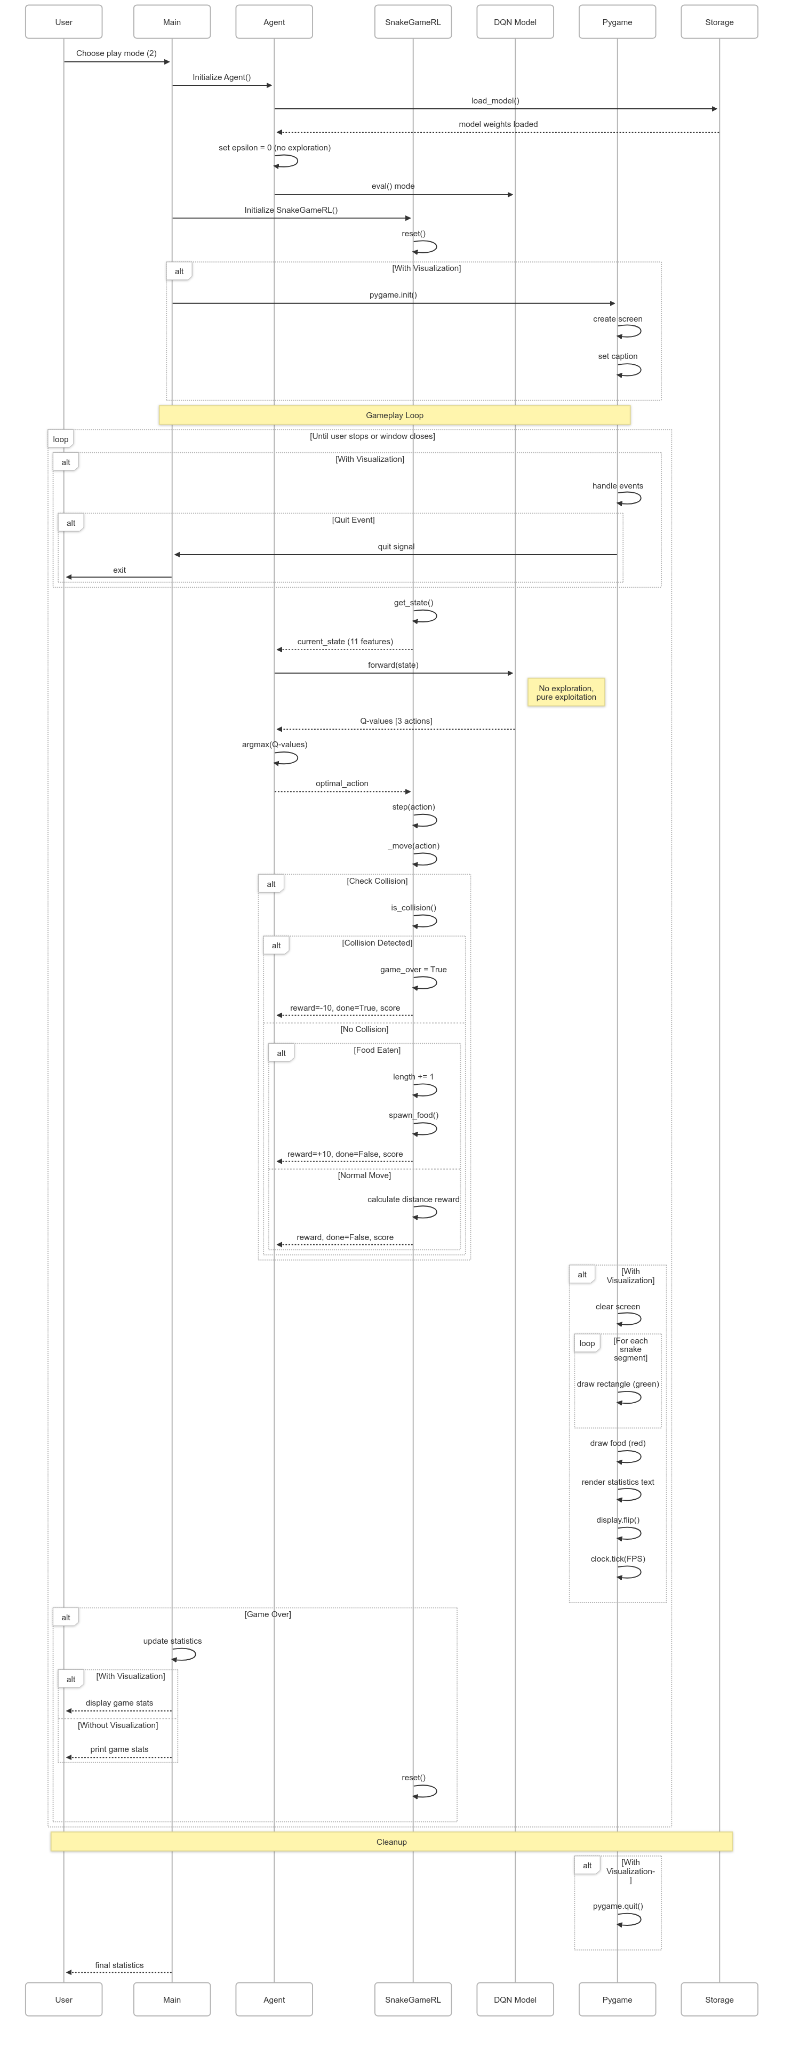 User Main Agent SnakeGameRL DQN Model Pygame Storage
Choose play mode (2)
Initialize Agent()
load_model()
model weights loaded
set epsilon = 0 (no exploration)
eval() mode
Initialize SnakeGameRL()
reset()
alt [With Visualization]
pygame.init()
create screen
set caption
Gameplay Loop
loop [Until user stops or window closes]
alt [With Visualization]
handle events
alt [Quit Event]
quit signal
exit
get_state()
current_state (11 features)
forward(state)
No exploration,
pure exploitation
Q-values [3 actions]
argmax(Q-values)
optimal_action
step(action)
_move(action)
alt [Check Collision]
is_collision()
alt [Collision Detected]
game_over = True
reward=-10, done=True, score
[No Collision]
alt [Food Eaten]
length += 1
spawn_food()
reward=+10, done=False, score
[Normal Move]
calculate distance reward
reward, done=False, score
alt [With
Visualization]
clear screen
loop [For each
snake
segment]
draw rectangle (green)
draw food (red)
render statistics text
display.flip()
clock.tick(FPS)
alt [Game Over]
update statistics
alt [With Visualization]
display game stats
[Without Visualization]
print game stats
reset()
Cleanup
alt [With
Visualization-
]
pygame.quit()
final statistics
User Main Agent SnakeGameRL DQN Model Pygame Storage